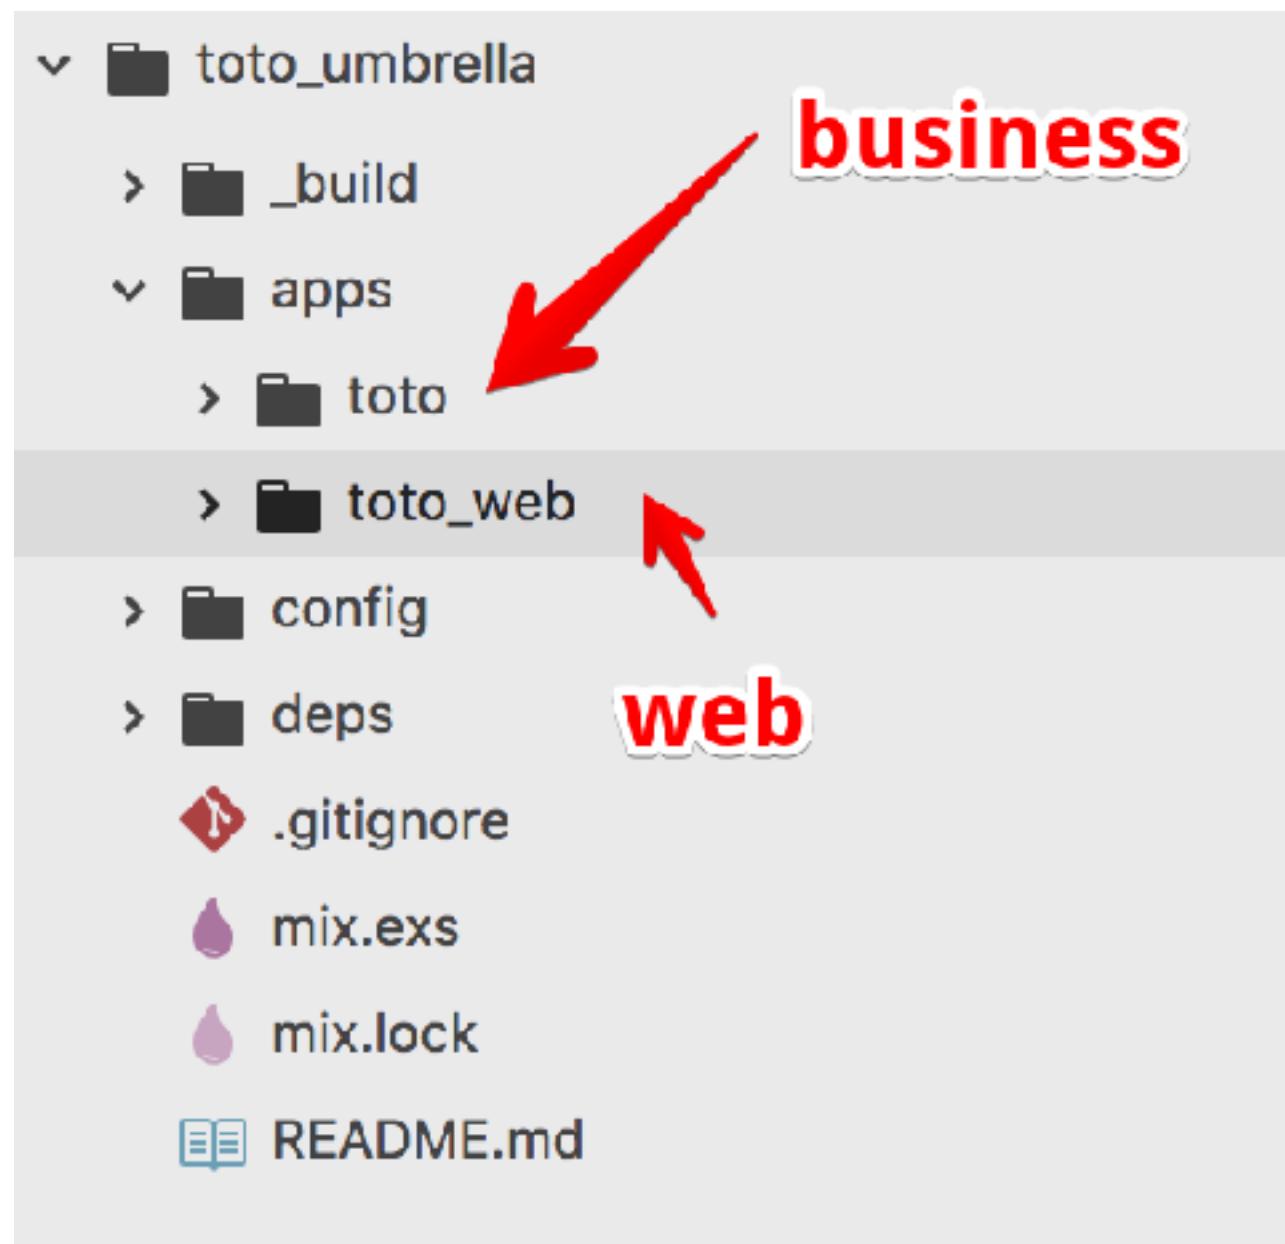 toto_umbrella
business
_build
apps
toto
toto_web
config
deps
web
.gitignore
mix.exs
mix.lock
README.md